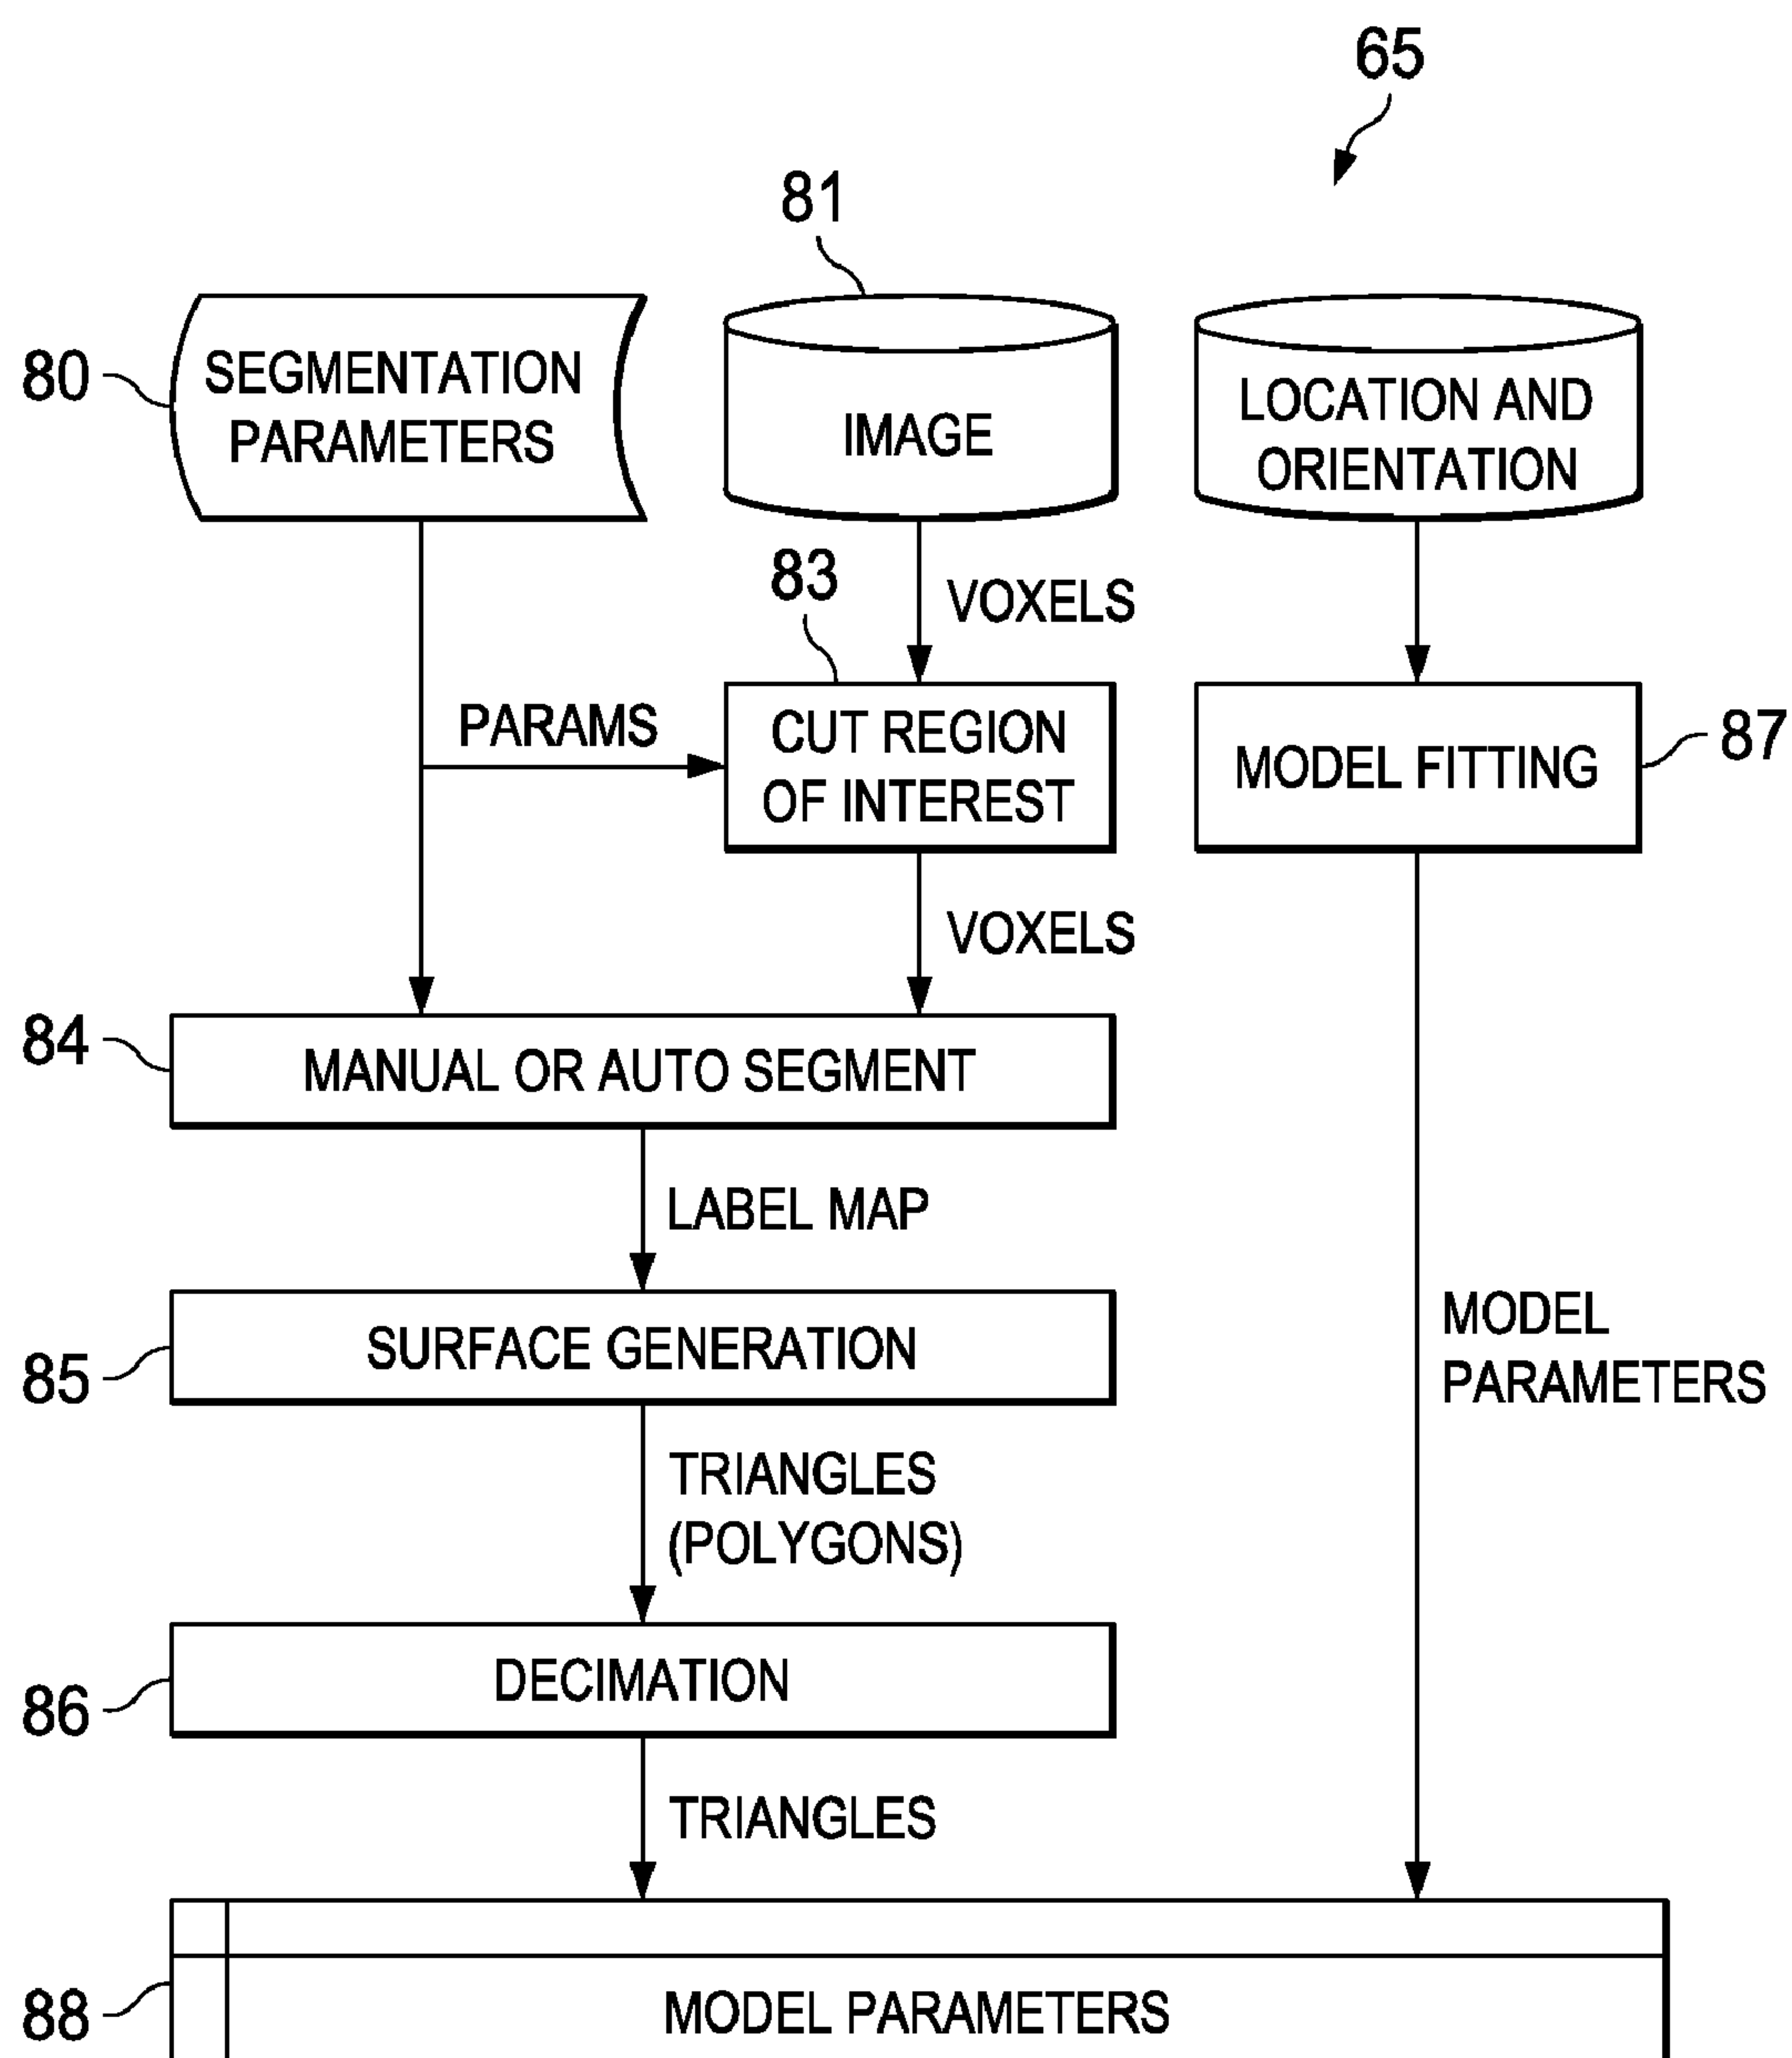 65
81
80
SEGMENTATION
PARAMETERS
IMAGE
LOCATION AND
ORIENTATION
83
VOXELS
PARAMS
CUT REGION
OF INTEREST
MODEL FITTING
87
VOXELS
84
MANUAL OR AUTO SEGMENT
LABEL MAP
85
SURFACE GENERATION
MODEL
PARAMETERS
TRIANGLES
(POLYGONS)
86
DECIMATION
TRIANGLES
88
MODEL PARAMETERS